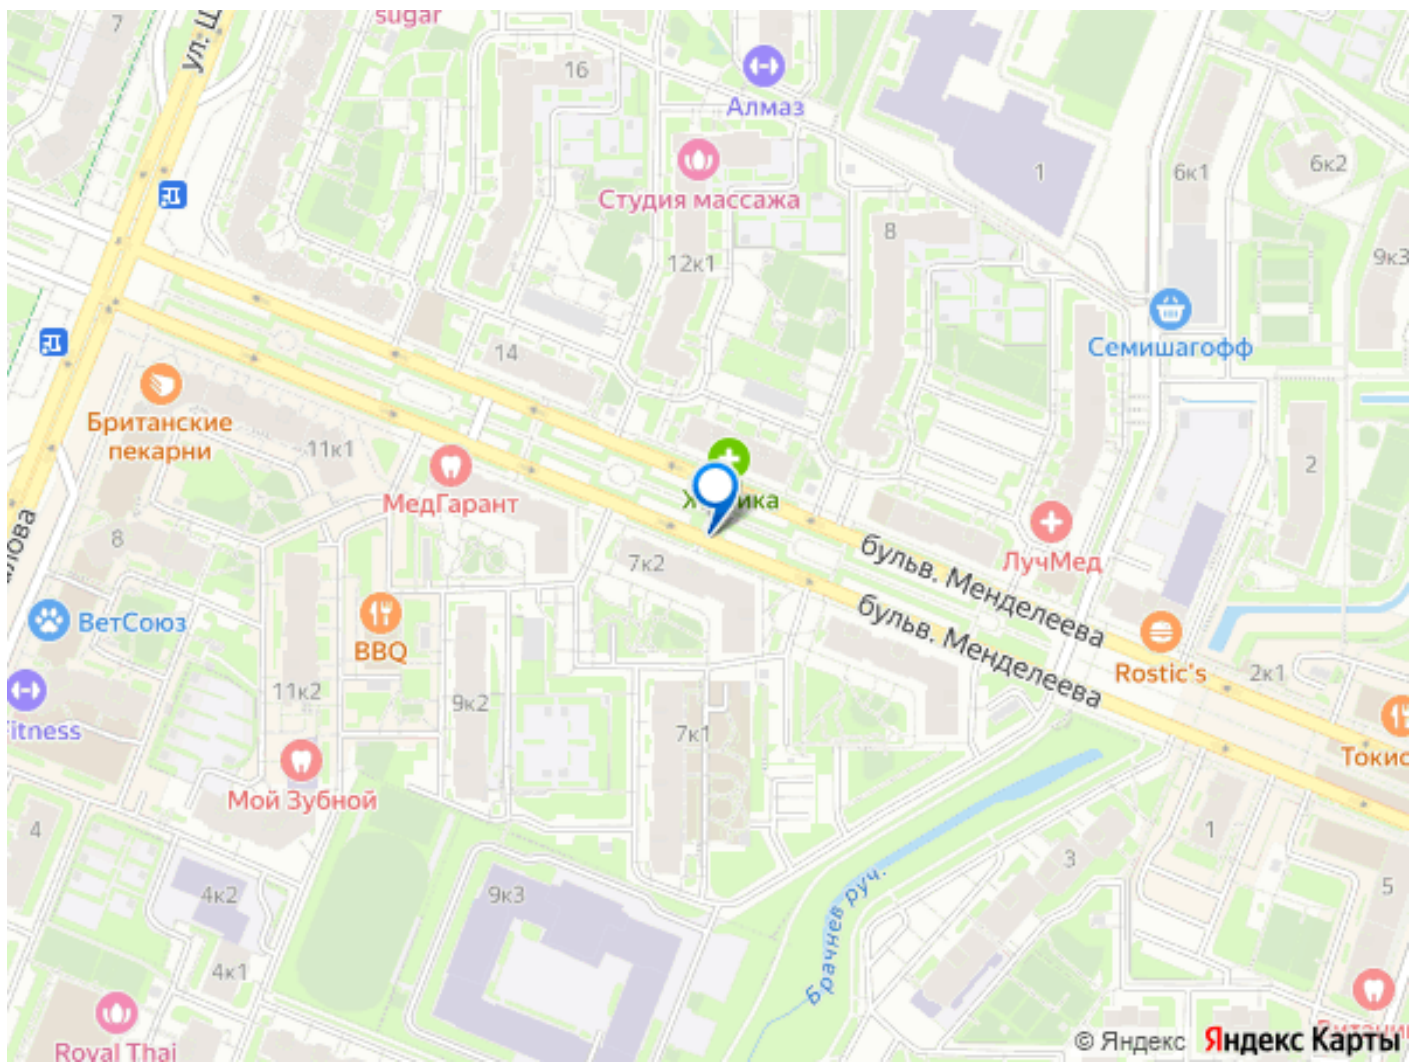 sugar
7
ул. Ш
16
Алмаз
Студия массажа
1
6к1
6к2
8
12к1
9к3
Семишагофф
14
Британские
пекарни
11к1
МедГарант
2
ЛучМед
бульв. Менделеева
бульв. Менделеева
7к2
8
ВетСоюз
BBQ
Rostic's
2к1
11к2
9к2
7к1
Мой Зубной
4
1
3
5
4к2
9к3
4к1
Брачнев руч.
Royal Thai
© Яндекс Яндекс Карты